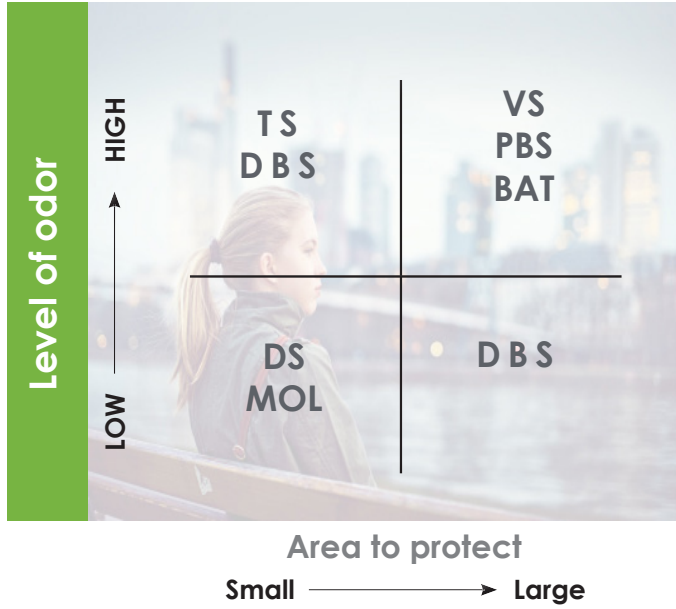 Level of odor
HIGH
LOW
T S
D B S
VS
PBS
BAT
DS
MOL
D B S
Area to protect
Small
Large